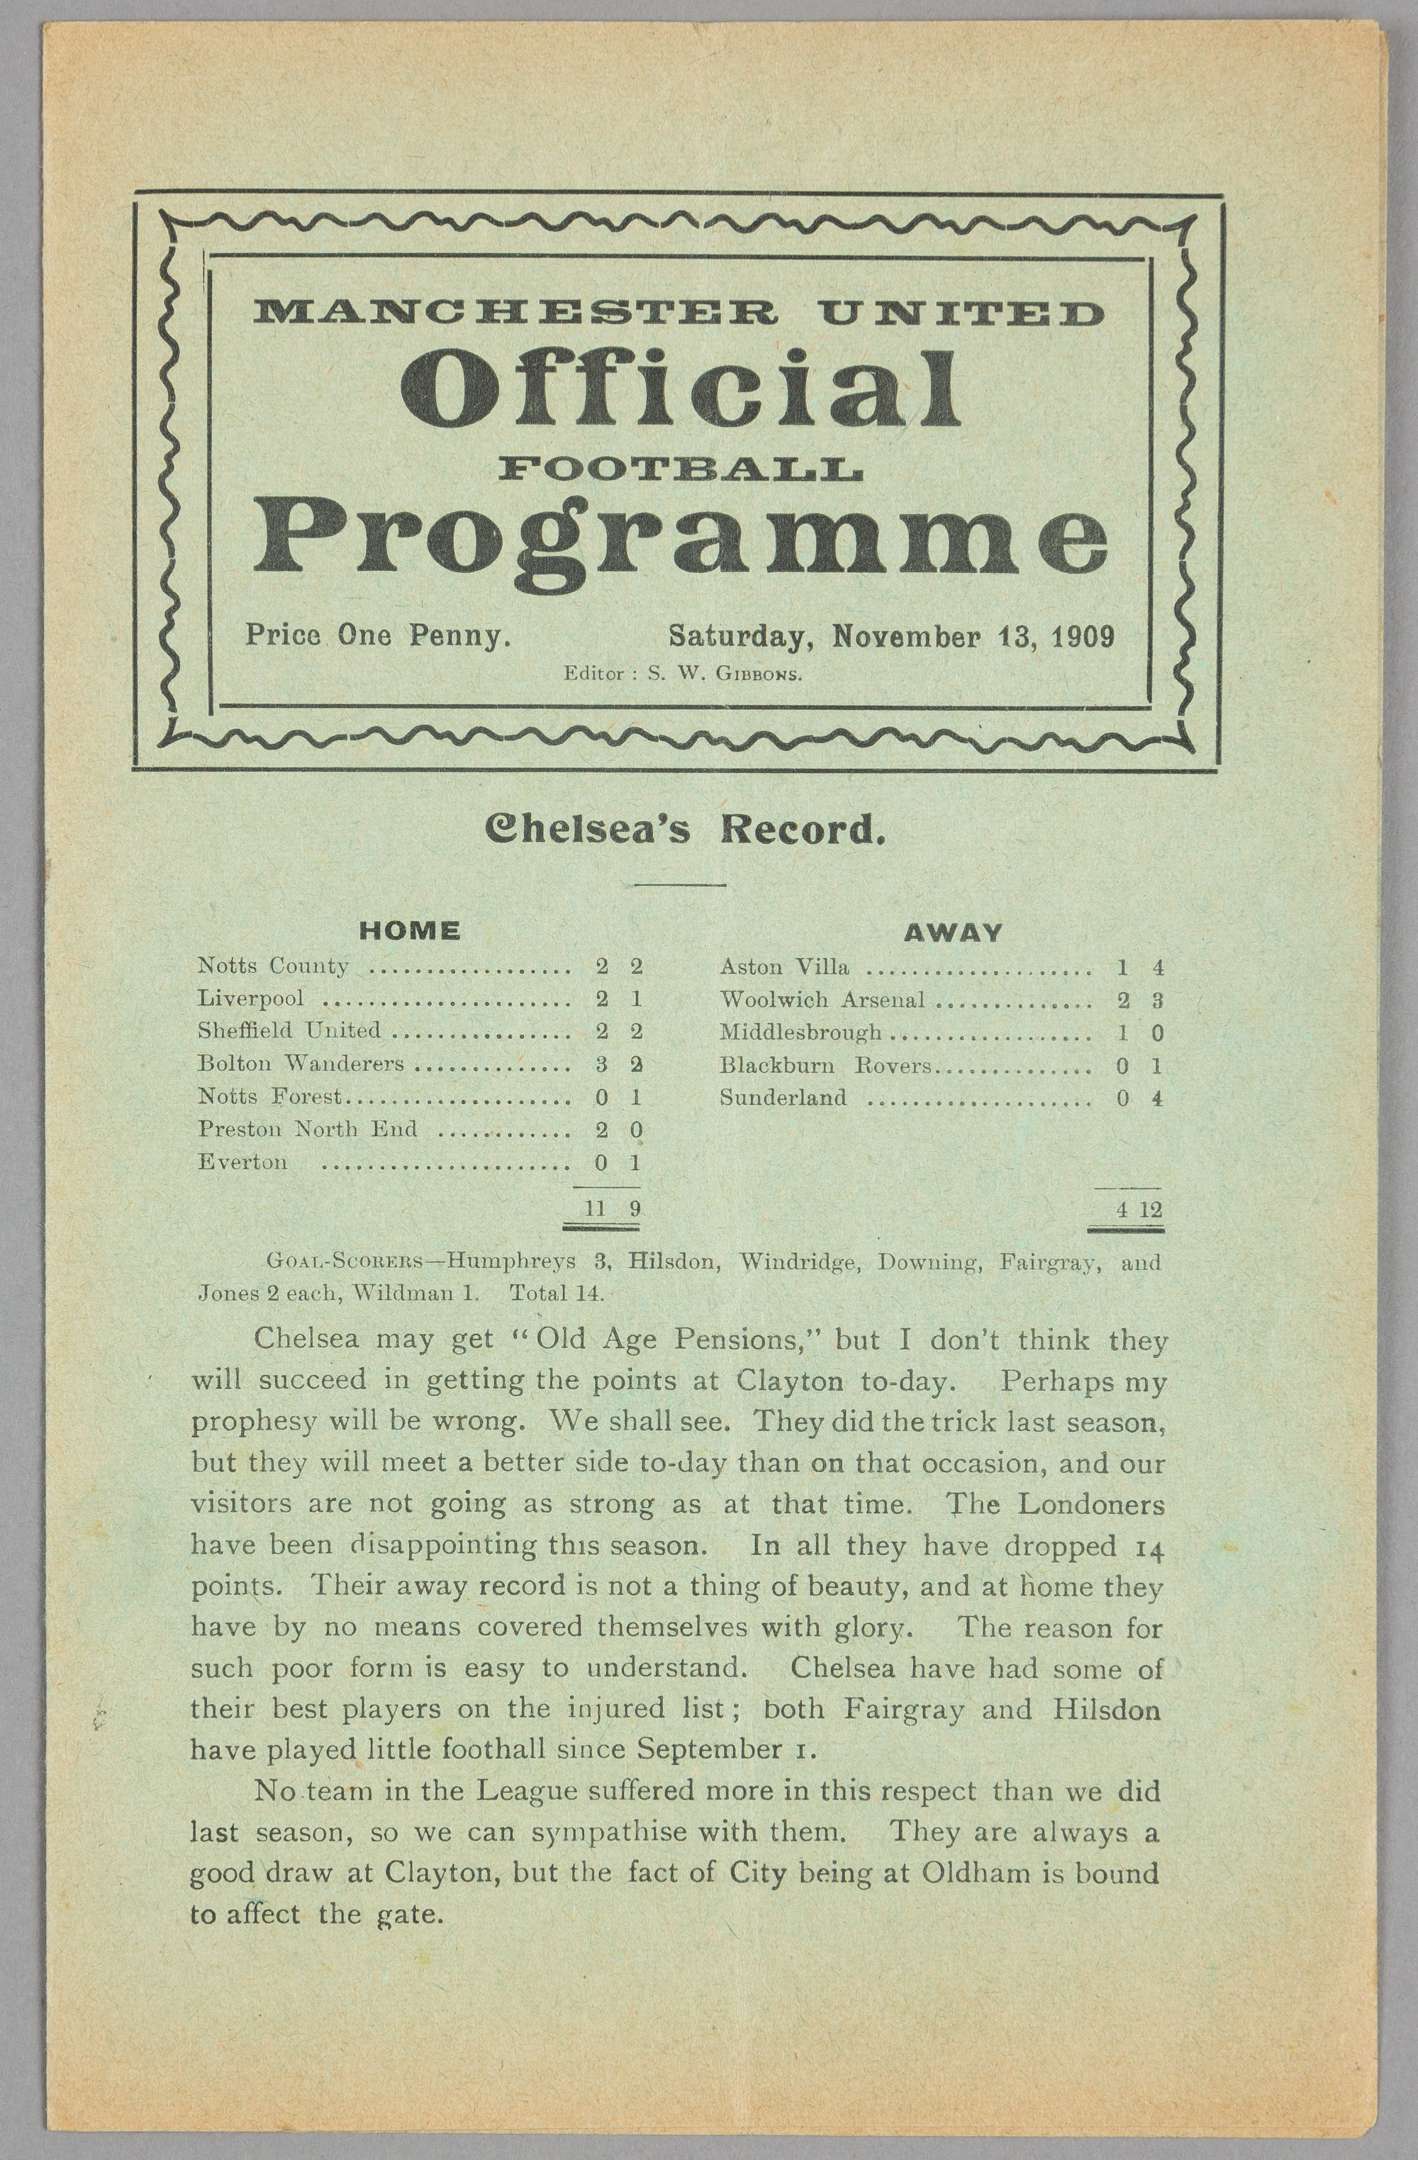 MANCHESTER UNITED
Official
FOOTBALL
Programme
Price One Penny. Saturday, November 13, 1909
Editor : S. W. GIBBONS.
Chelsea's Record.
HOME
Notts County .................. 2 2
Liverpool ...................... 2 1
Sheffield United ................ 2 2
Bolton Wanderers .............. 3 2
Notts Forest.................... 0 1
Preston North End ............ 2 0
Everton ...................... 0 1
11 9
AWAY
Aston Villa .................... 1 4
Woolwich Arsenal .............. 2 3
Middlesbrough .................. 1 0
Blackburn Rovers.............. 0 1
Sunderland .................... 0 4
4 12
GOAL-SCORERS—Humphreys 3, Hilsdon, Windridge, Downing, Fairgray, and
Jones 2 each, Wildman 1. Total 14.
Chelsea may get “Old Age Pensions,” but I don't think they
will succeed in getting the points at Clayton to-day. Perhaps my
prophesy will be wrong. We shall see. They did the trick last season,
but they will meet a better side to-day than on that occasion, and our
visitors are not going as strong as at that time. The Londoners
have been disappointing this season. In all they have dropped 14
points. Their away record is not a thing of beauty, and at home they
have by no means covered themselves with glory. The reason for
such poor form is easy to understand. Chelsea have had some of
their best players on the injured list ; both Fairgray and Hilsdon
have played little foothall since September 1.
No team in the League suffered more in this respect than we did
last season, so we can sympathise with them. They are always a
good draw at Clayton, but the fact of City being at Oldham is bound
to affect the gate.